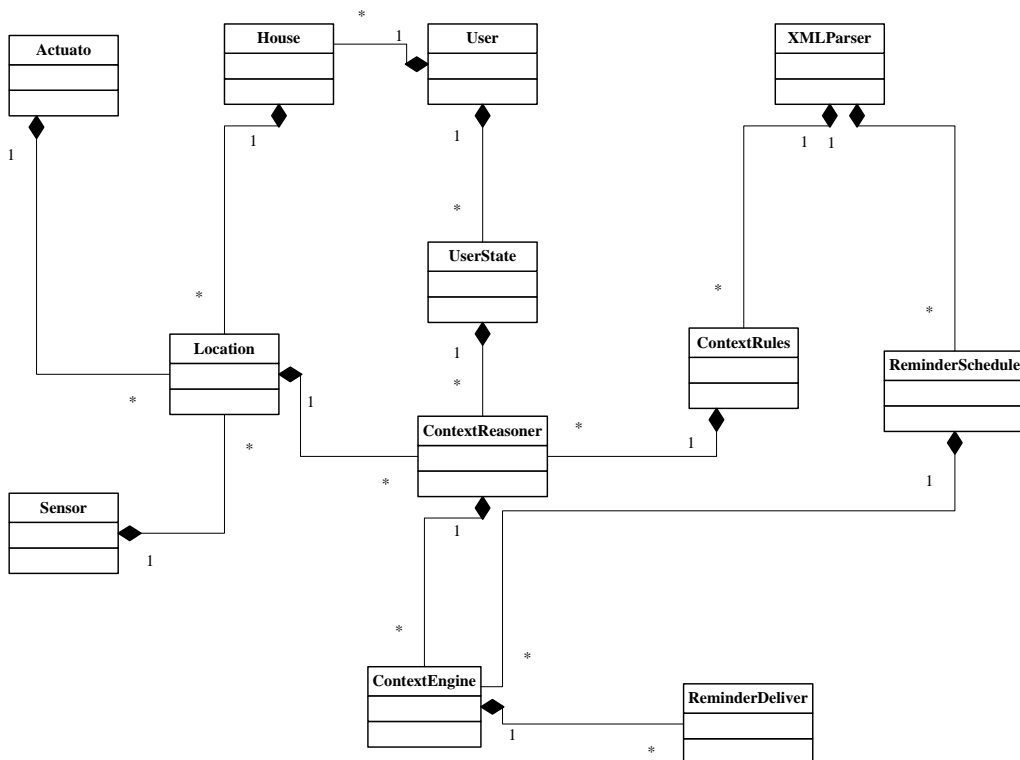 *
House
User
XMLParser
1
Actuato
1
1
1
1
1
*
UserState
*
*
*
Location
1
ContextRules
ReminderSchedule
*
*
1
ContextReasoner
*
*
1
*
1
Sensor
1
1
*
*
ContextEngine
ReminderDeliver
1
*